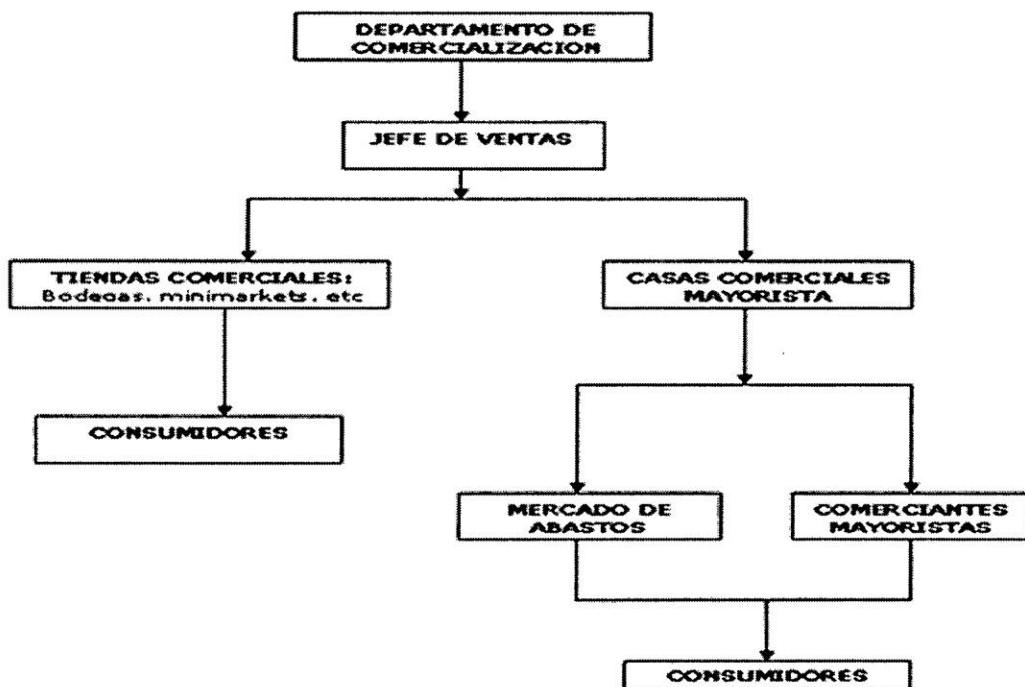 DEPARTAMENTO DE
COMERCIALIZACION
JEFE DE VENTAS
TIENDAS COMERCIALES:
Bodegas, minimarkets, etc
CASAS COMERCIALES
MAYORISTA
CONSUMIDORES
MERCADO DE
ABASTOS
COMERCIANTES
MAYORISTAS
CONSUMIDORES